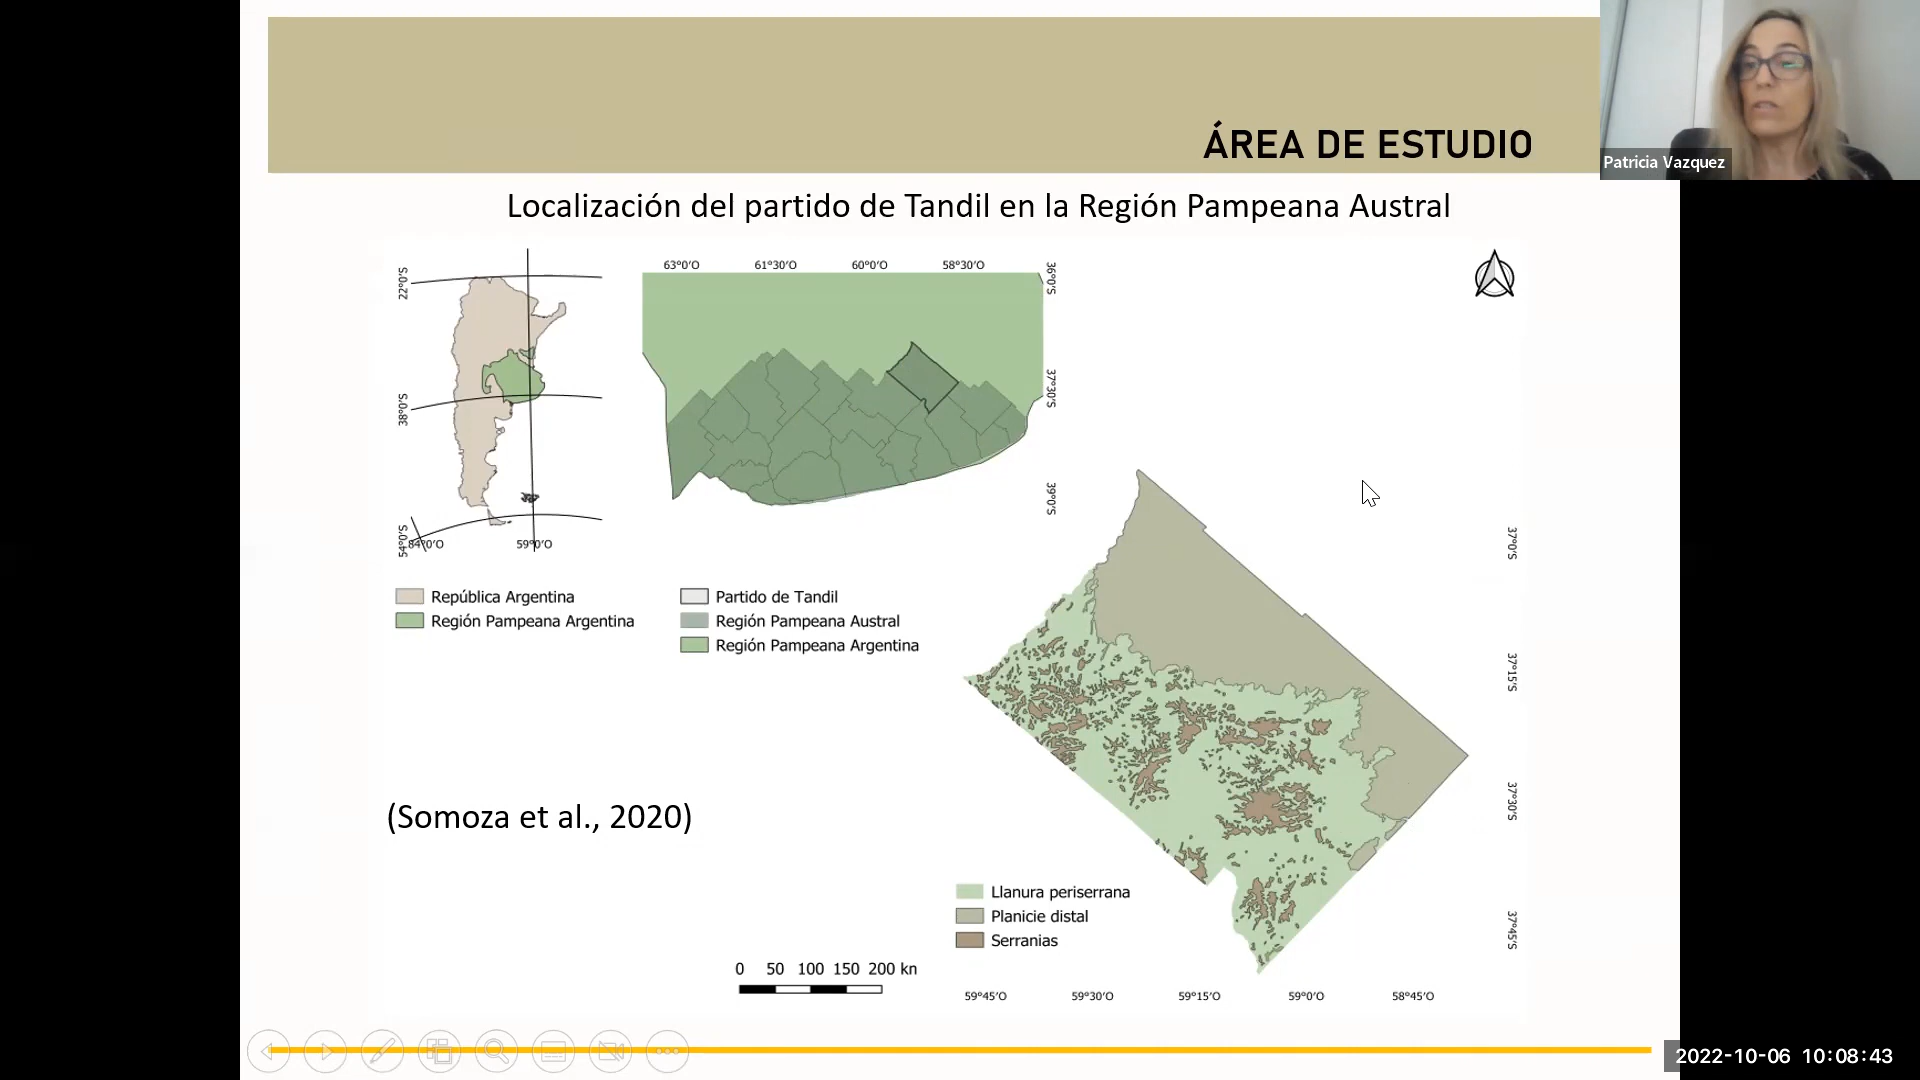 ÁREA DE ESTUDIO
Patricia Vazquez
Localización del partido de Tandil en la Región Pampeana Austral
63°0'O 61°30'O 60°0'O 58°30'O
22°0'S
38°0'S
54°0'S
84°0'O 59°0'O
36°0'S
37°30'S
39°0'S
República Argentina
Región Pampeana Argentina
Partido de Tandil
Región Pampeana Austral
Región Pampeana Argentina
37°0'S
37°15'S
37°30'S
37°45'S
(Somoza et al., 2020)
Llanura periserrana
Planicie distal
Serranias
0 50 100 150 200 kn
59°45'O 59°30'O 59°15'O 59°0'O 58°45'O
2022-10-06 10:08:43